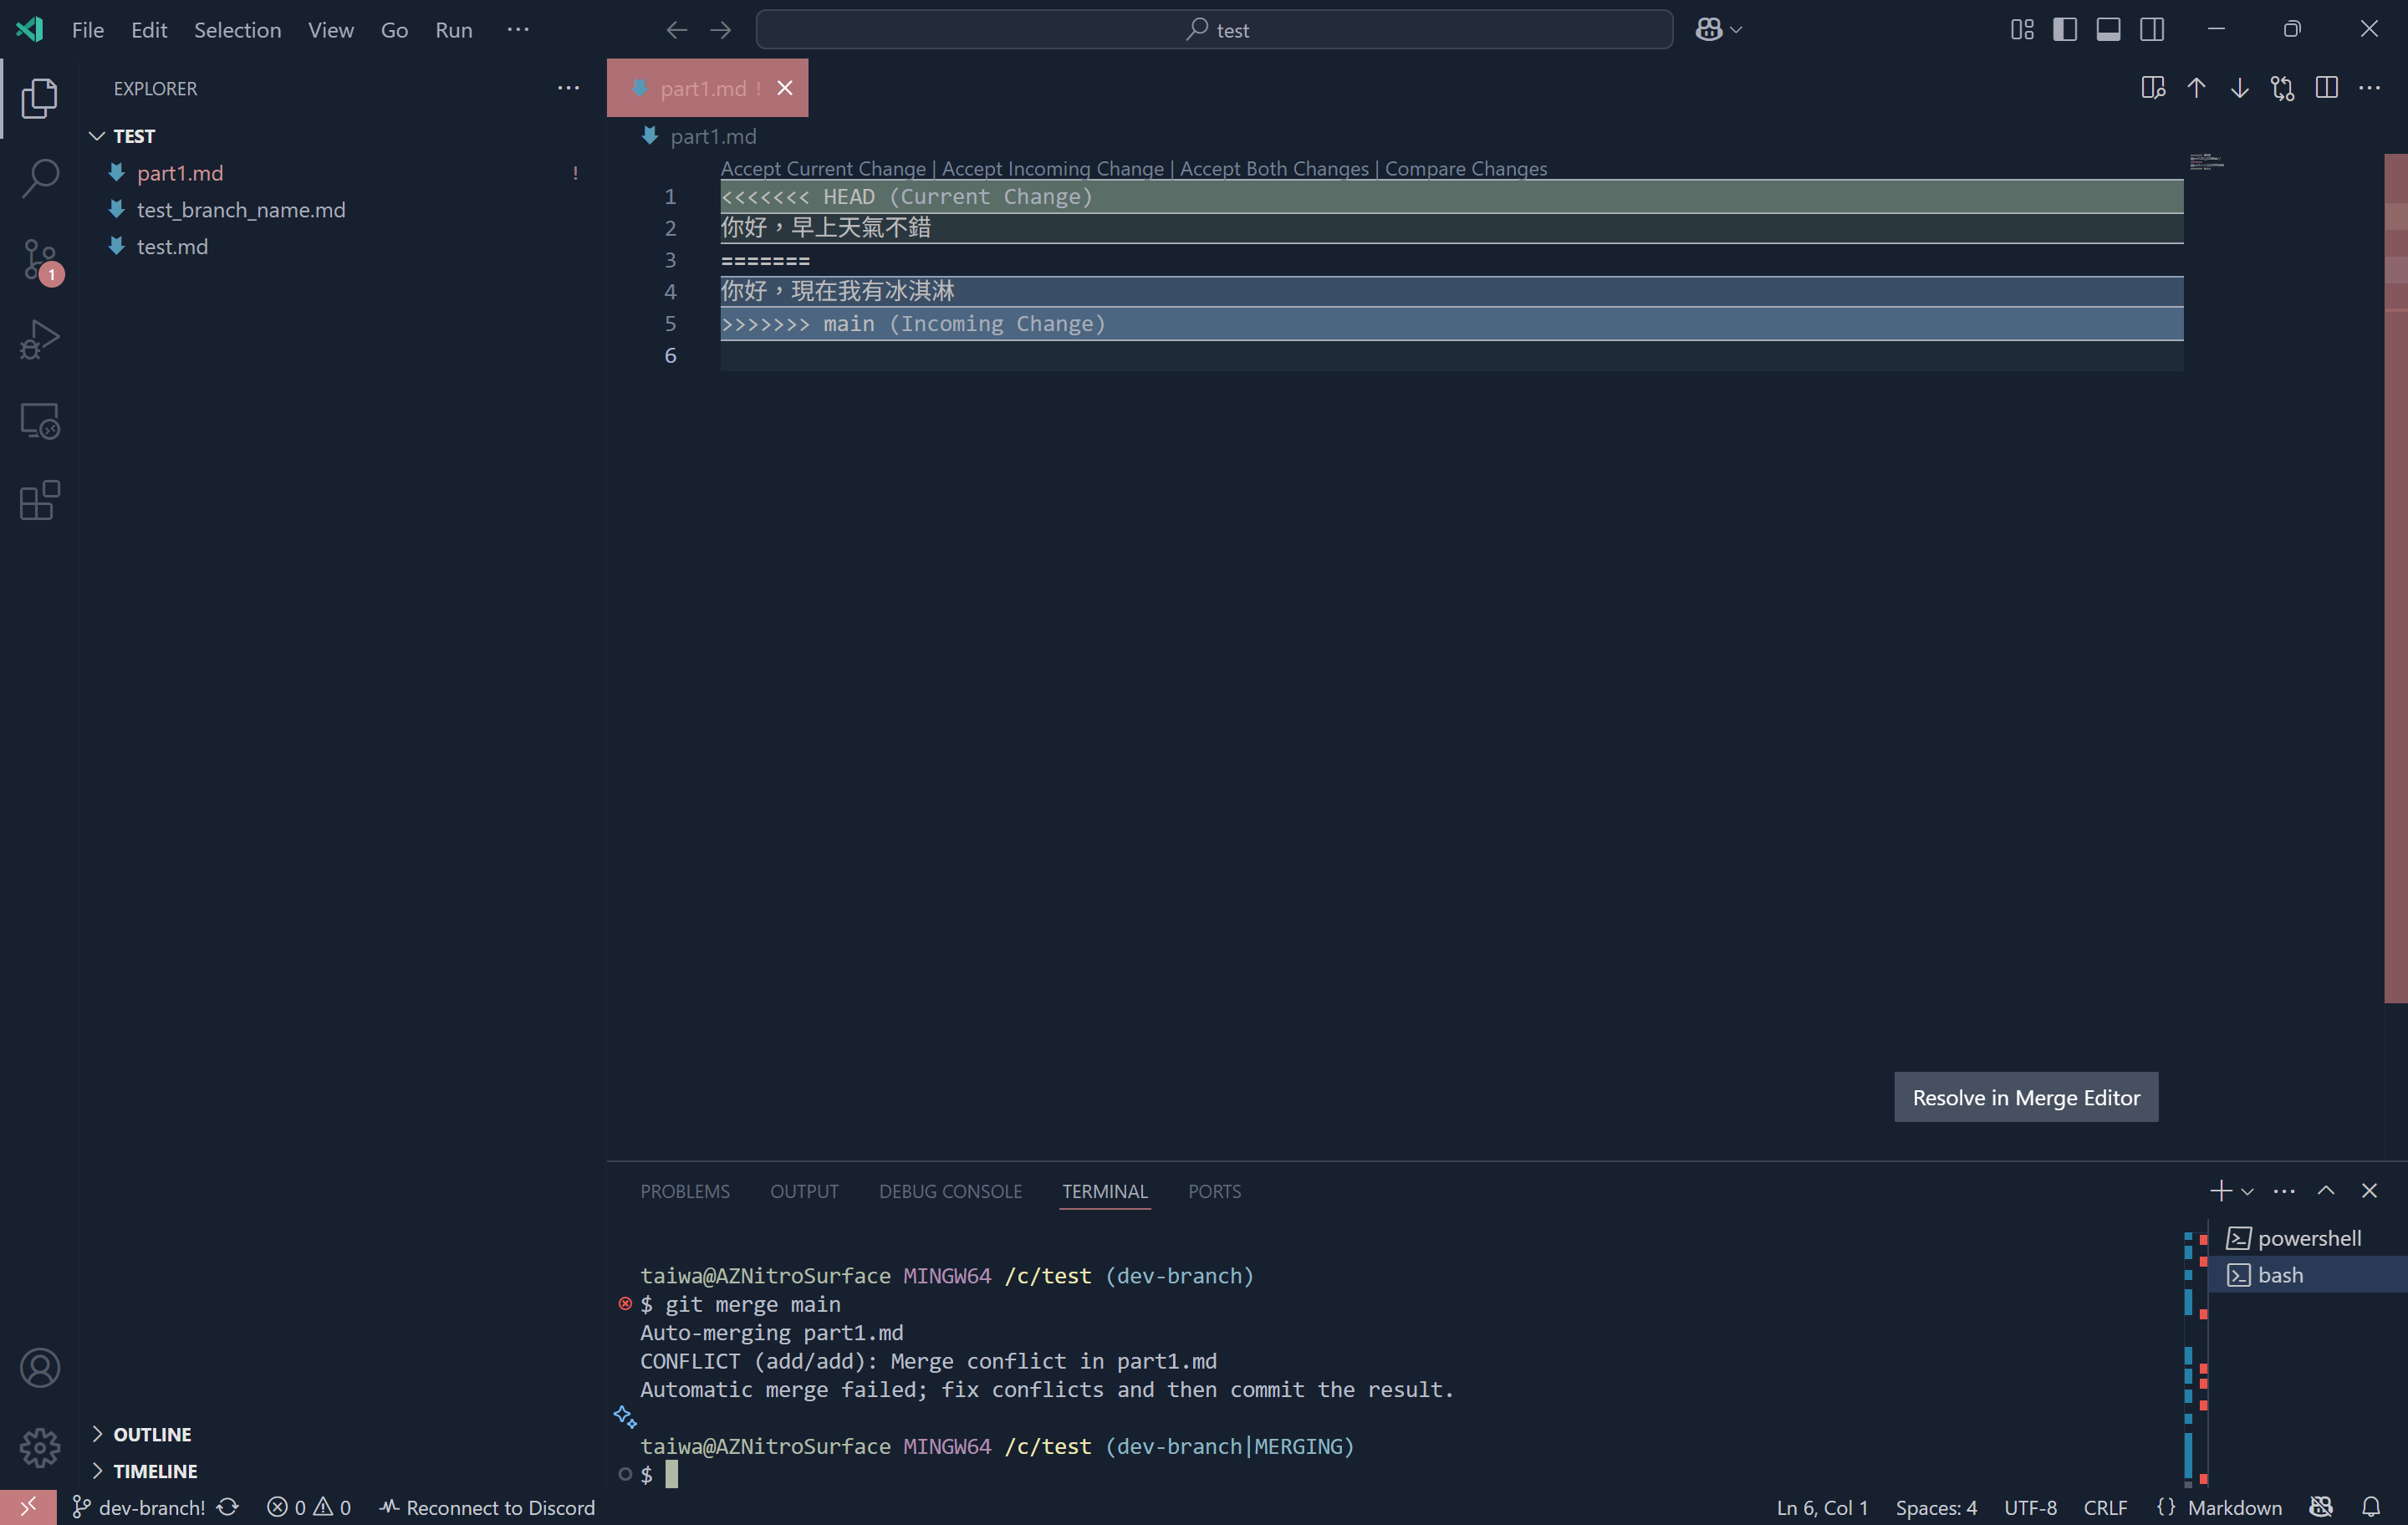 File Edit Selection View Go Run ··· test
EXPLORER ···
TEST
part1.md !
test_branch_name.md
test.md
1
OUTLINE
TIMELINE
part1.md !
part1.md
Accept Current Change | Accept Incoming Change | Accept Both Changes | Compare Changes
1 <<<<<<< HEAD (Current Change)
2 你好，早上天氣不錯
3 =======
4 你好，現在我有冰淇淋
5 >>>>>>> main (Incoming Change)
6
Resolve in Merge Editor
PROBLEMS OUTPUT DEBUG CONSOLE TERMINAL PORTS
taiwa@AZNitroSurface MINGW64 /c/test (dev-branch)
$ git merge main
Auto-merging part1.md
CONFLICT (add/add): Merge conflict in part1.md
Automatic merge failed; fix conflicts and then commit the result.
taiwa@AZNitroSurface MINGW64 /c/test (dev-branch|MERGING)
$
powershell
bash
dev-branch! 0 0 Reconnect to Discord Ln 6, Col 1 Spaces: 4 UTF-8 CRLF {} Markdown